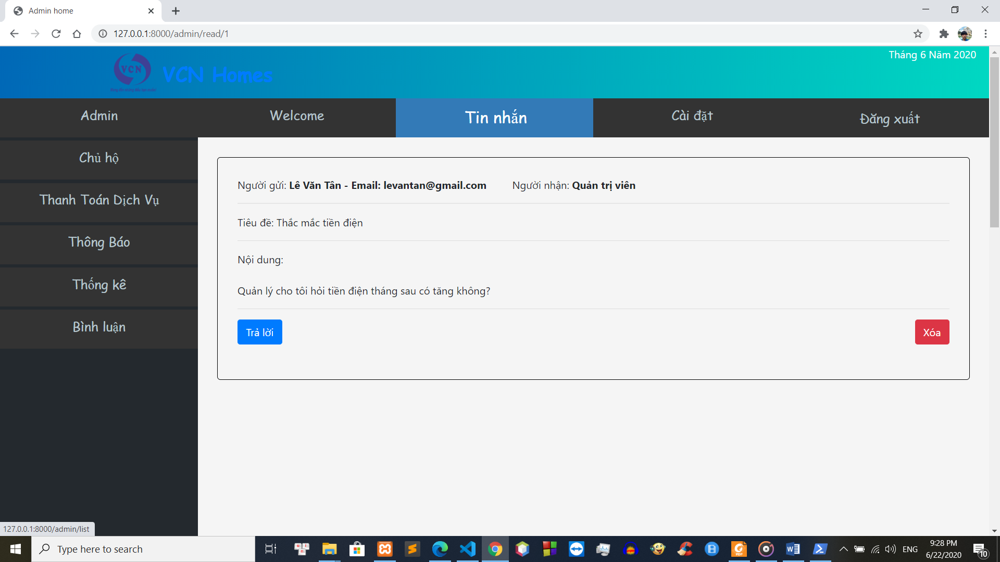 Admin home
127.0.0.1:8000/admin/read/1
Tháng 6 Năm 2020
VCN
VCN Homes
Admin
Welcome
Tin nhắn
Cài đặt
Đăng xuất
Chủ hộ
Thanh Toán Dịch Vụ
Thông Báo
Thống kê
Bình luận
Người gửi: Lê Văn Tân - Email: levantan@gmail.com
Người nhận: Quản trị viên
Tiêu đề: Thắc mắc tiền điện
Nội dung:
Quản lý cho tôi hỏi tiền điện tháng sau có tăng không?
Trả lời
Xóa
127.0.0.1:8000/admin/list
Type here to search
ENG
9:28 PM
6/22/2020
10